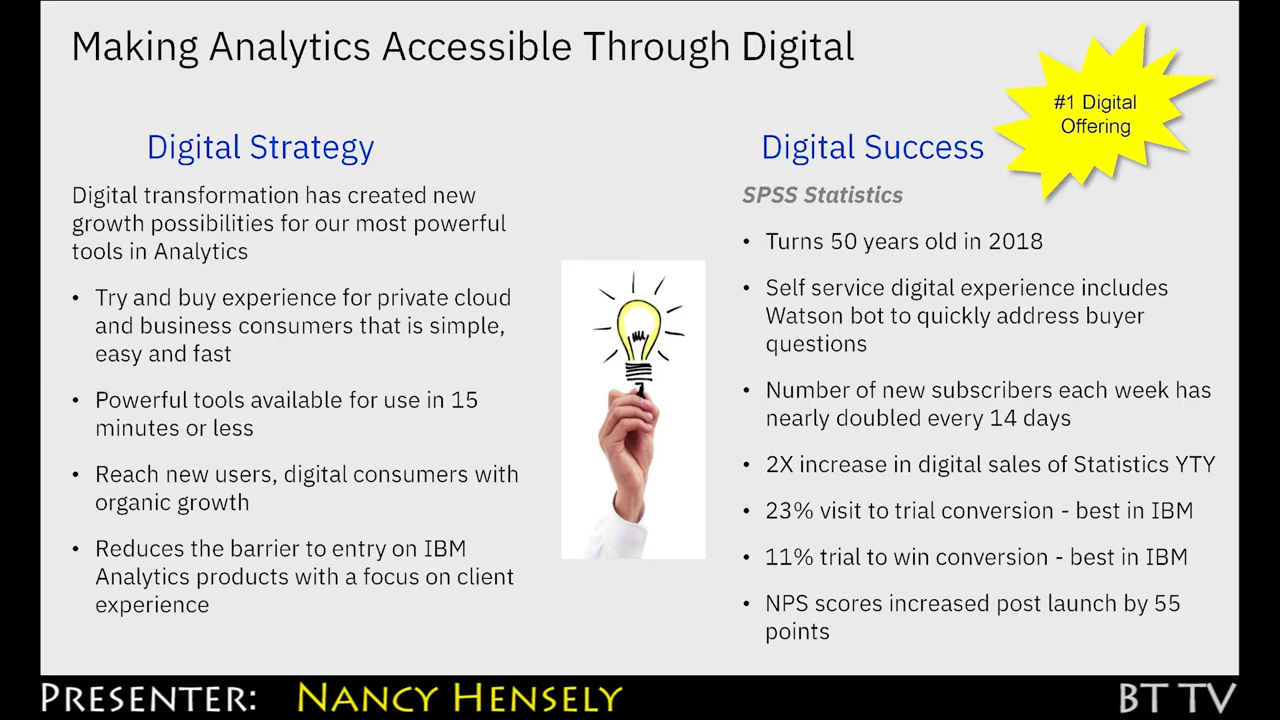 Making Analytics Accessible Through Digital
#1 Digital
Offering
Digital Strategy
Digital transformation has created new
growth possibilities for our most powerful
tools in Analytics
• Try and buy experience for private cloud
and business consumers that is simple,
easy and fast
• Powerful tools available for use in 15
minutes or less
• Reach new users, digital consumers with
organic growth
• Reduces the barrier to entry on IBM
Analytics products with a focus on client
experience
Digital Success
SPSS Statistics
• Turns 50 years old in 2018
• Self service digital experience includes
Watson bot to quickly address buyer
questions
• Number of new subscribers each week has
nearly doubled every 14 days
• 2X increase in digital sales of Statistics YTY
• 23% visit to trial conversion - best in IBM
• 11% trial to win conversion - best in IBM
• NPS scores increased post launch by 55
points
PRESENTER: NANCY HENSELY
BT TV